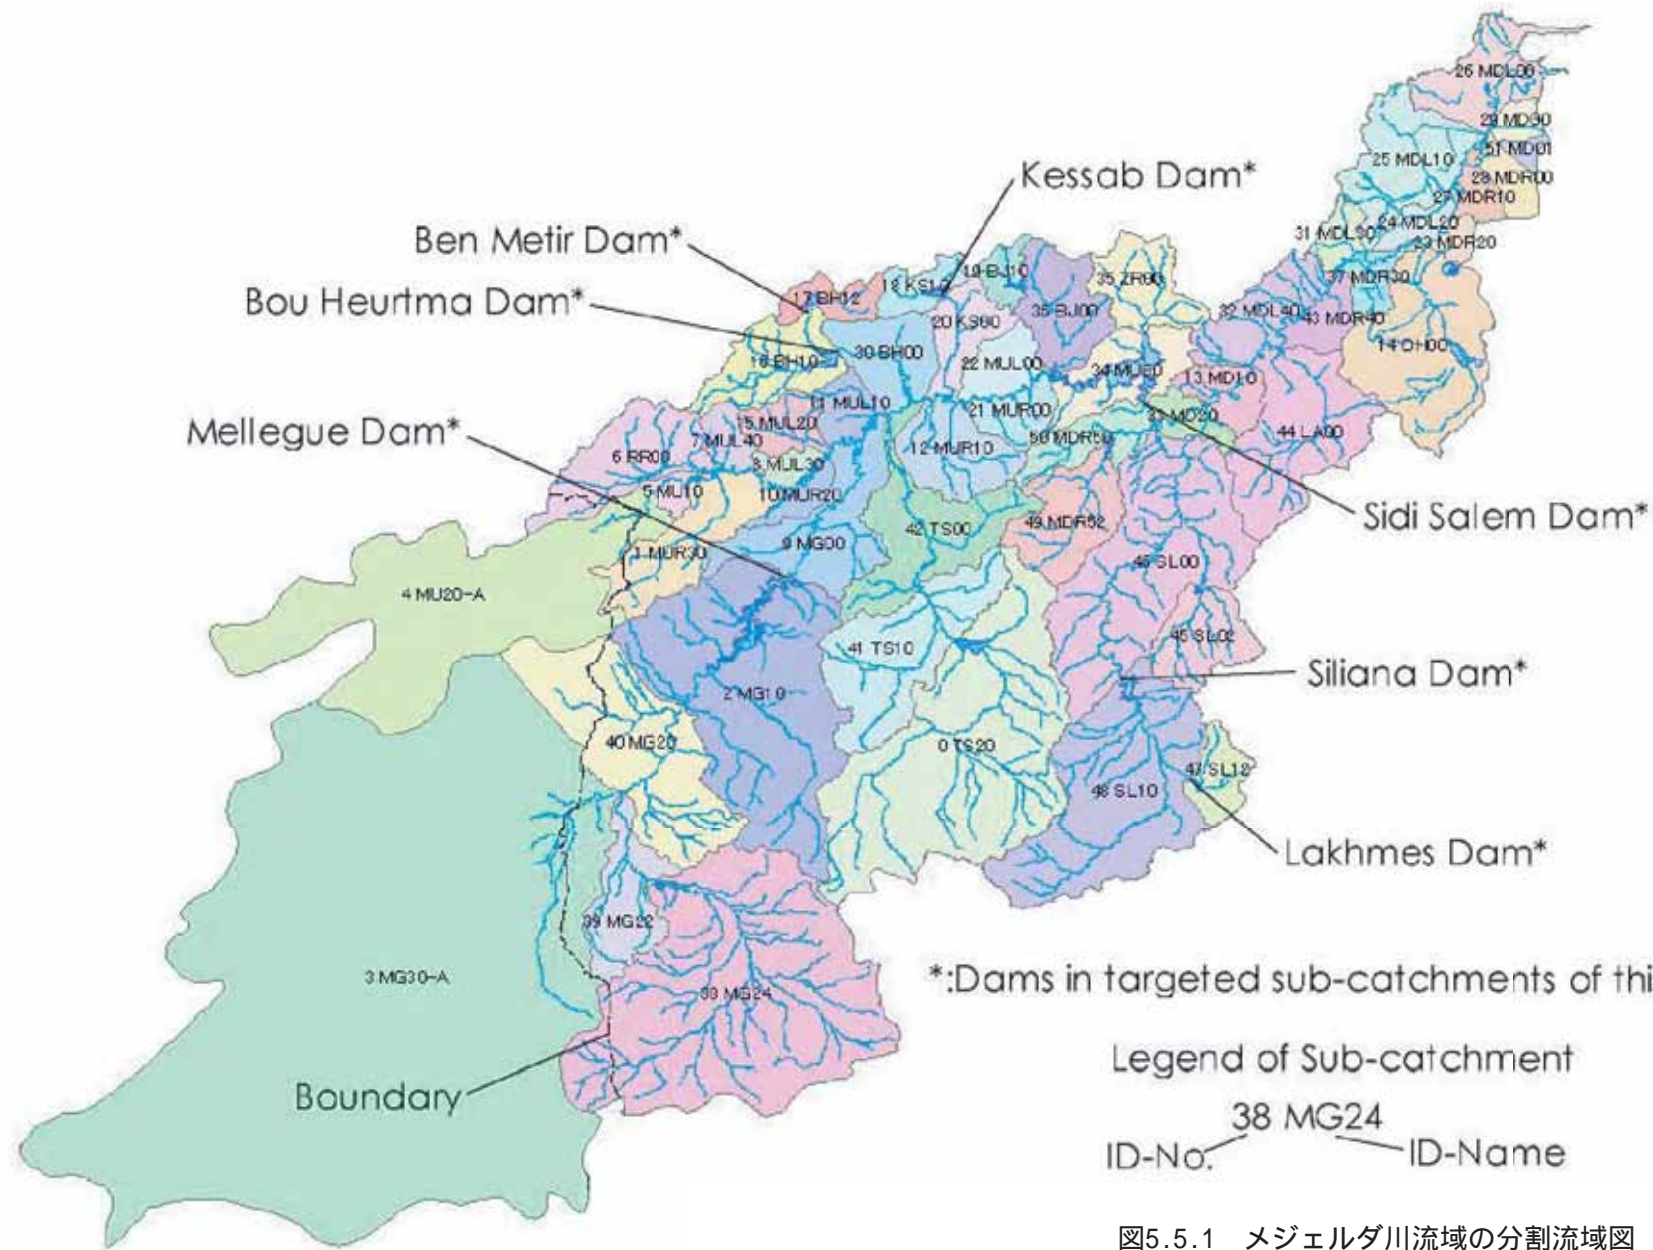 26 MDL00
29 MD30
51 MD01
25 MDL10
28 MDR00
27 MDR10
Kessab Dam*
24 MDL20
31 MDL30
23 MDR20
Ben Metir Dam*
19 BJ10
35 ZR00
37 MDR30
18 KS12
17 BH12
Bou Heurtma Dam*
32 MDL40
43 MDR40
20 KS00
36 BJ00
14 OH00
30 BH00
16 BH10
22 MUL00
34 MU20
13 MD10
11 MUL10
21 MUR00
33 MD20
15 MUL20
Mellegue Dam*
7 MUL40
50 MDR50
44 LA00
6 RR00
12 MUR10
8 MUL30
5 MU10
10 MUR20
Sidi Salem Dam*
49 MDR52
42 TS00
9 MG00
1 MUR30
46 SL00
4 MU20-A
45 SL02
41 TS10
Siliana Dam*
2 MG10
40 MG20
0 TS20
47 SL12
48 SL10
Lakhmes Dam*
39 MG22
3 MG30-A
38 MG24
*:Dams in targeted sub-catchments of thi
Legend of Sub-catchment
Boundary
38 MG24
ID-No.
ID-Name
図5.5.1 メジェルダ川流域の分割流域図